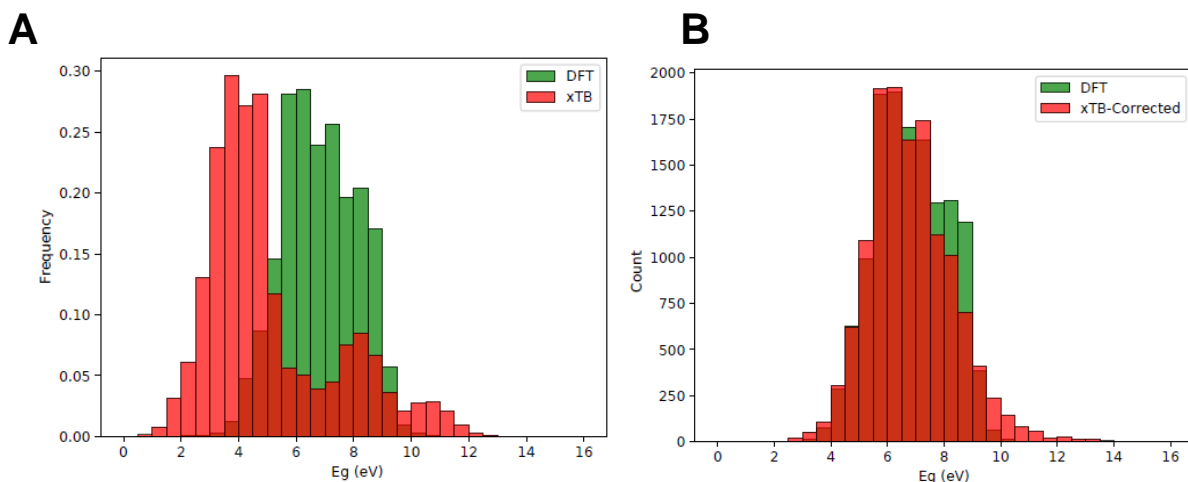 A
0.30
0.25
0.20
0.15
0.10
0.05
0.00
Frequency
0 2 4 6 8 10 12 14 16
Eg (eV)
DFT
xTB
B
2000
1750
1500
1250
1000
750
500
250
0
Count
0 2 4 6 8 10 12 14 16
Eg (eV)
DFT
xTB-Corrected